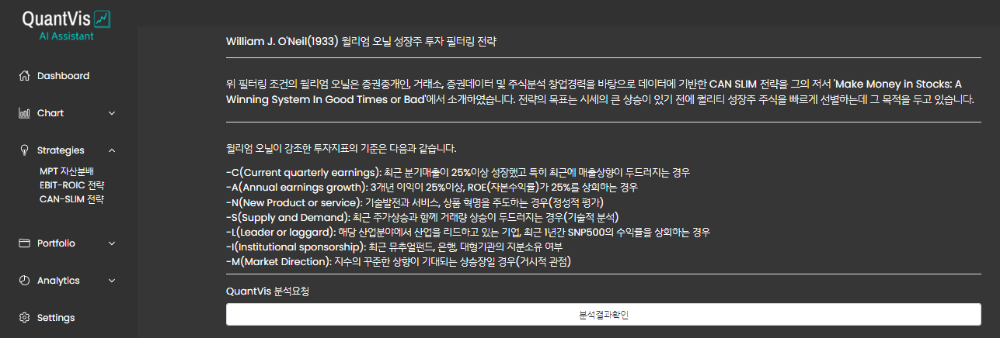 QuantVis
AI Assistant
Dashboard
Chart
Strategies
MPT 자산분배
EBIT-ROIC 전략
CAN-SLIM 전략
Portfolio
Analytics
Settings
William J. O'Neil(1933) 윌리엄 오닐 성장주 투자 필터링 전략
위 필터링 조건의 윌리엄 오닐은 증권중개인, 거래소, 증권데이터 및 주식분석 창업경력을 바탕으로 데이터에 기반한 CAN SLIM 전략을 그의 저서 'Make Money in Stocks: A
Winning System In Good Times or Bad'에서 소개하였습니다. 전략의 목표는 시세의 큰 상승이 있기 전에 퀄리티 성장주 주식을 빠르게 선별하는데 그 목적을 두고 있습니다.
윌리엄 오닐이 강조한 투자지표의 기준은 다음과 같습니다.
-C(Current quarterly earnings): 최근 분기매출이 25%이상 성장했고 특히 최근에 매출상향이 두드러지는 경우
-A(Annual earnings growth): 3개년 이익이 25%이상, ROE(자본수익률)가 25%를 상회하는 경우
-N(New Product or service): 기술발전과 서비스, 상품 혁명을 주도하는 경우(정성적 평가)
-S(Supply and Demand): 최근 주가상승과 함께 거래량 상승이 두드러지는 경우(기술적 분석)
-L(Leader or laggard): 해당 산업분야에서 산업을 리드하고 있는 기업, 최근 1년간 SNP500의 수익률을 상회하는 경우
-I(Institutional sponsorship): 최근 뮤추얼펀드, 은행, 대형기관의 지분소유 여부
-M(Market Direction): 지수의 꾸준한 상향이 기대되는 상승장일 경우(거시적 관점)
QuantVis 분석요청
분석결과확인